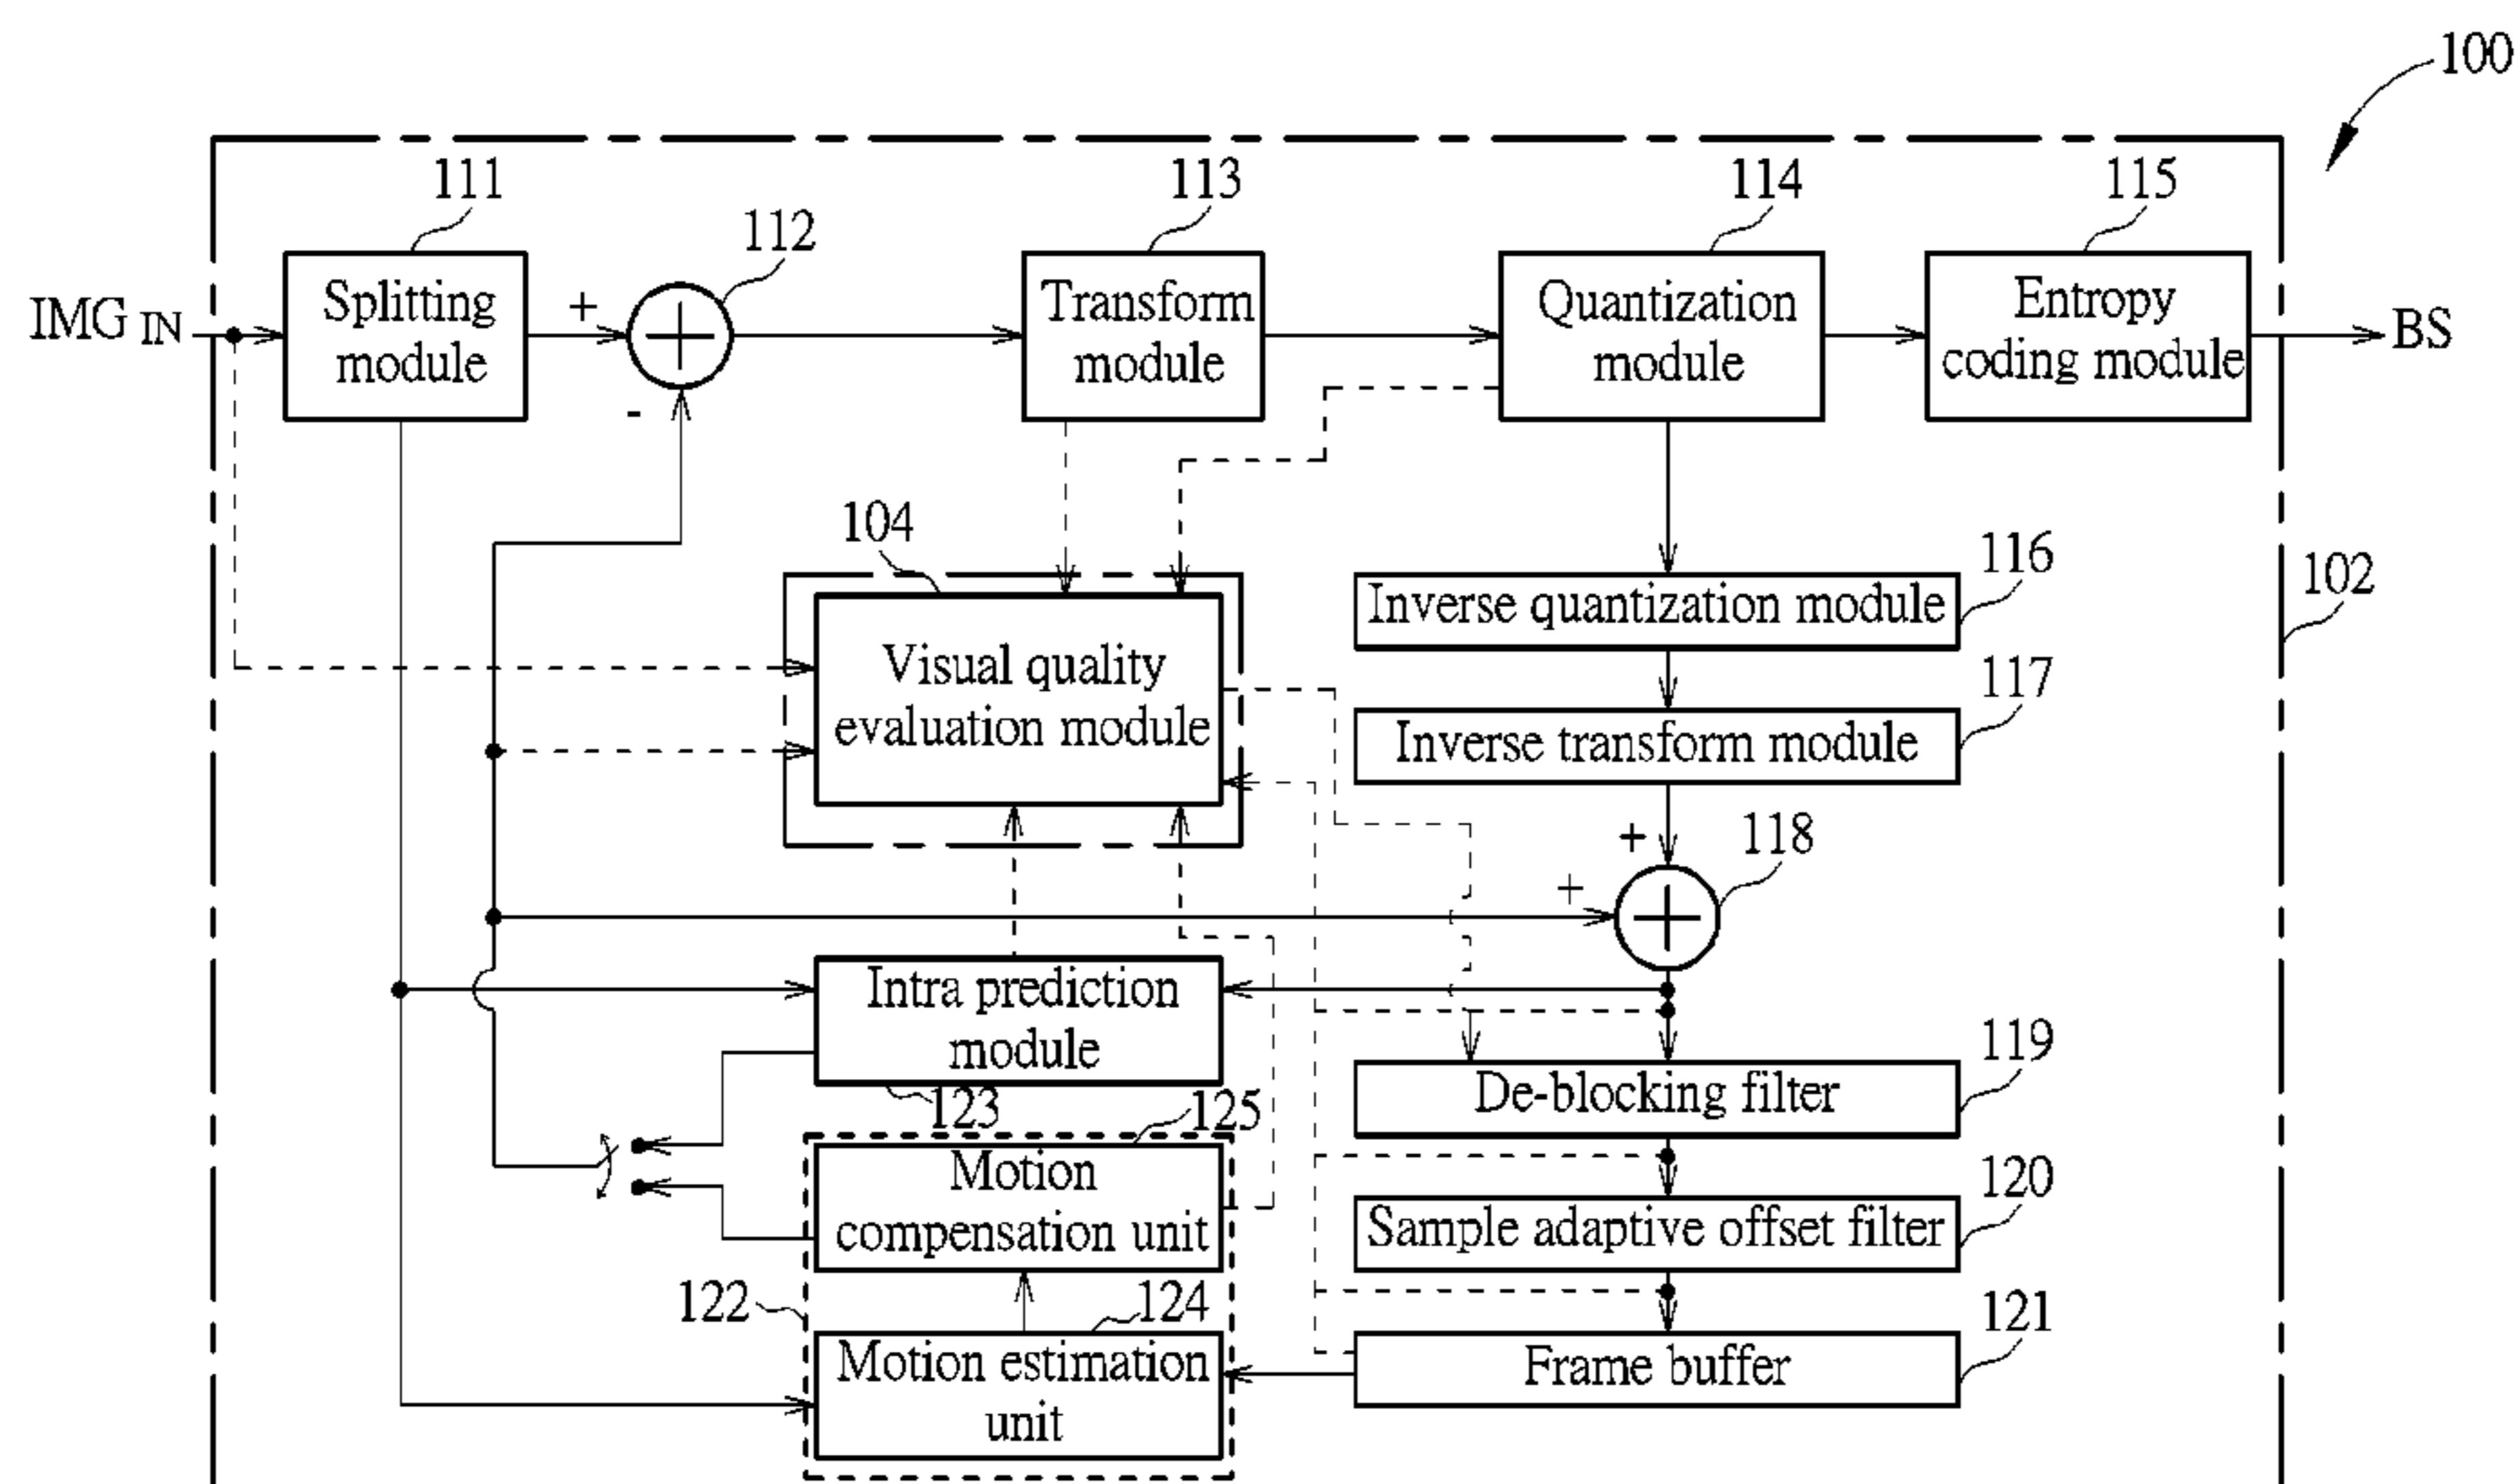 100
111
112
113
114
115
IMG IN
Splitting
module
+
-
Transform
module
Quantization
module
Entropy
coding module
BS
104
116
102
Inverse quantization module
Visual quality
evaluation module
117
Inverse transform module
118
+
+
Intra prediction
module
123
119
De-blocking filter
125
Motion
compensation unit
120
Sample adaptive offset filter
122
124
121
Motion estimation
unit
Frame buffer